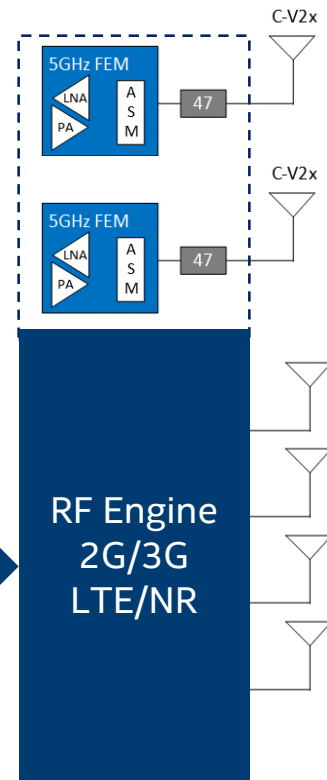 C-V2x
5GHz FEM
LNA
PA
A
S
M
47
C-V2x
5GHz FEM
LNA
PA
A
S
M
47
RF Engine
2G/3G
LTE/NR